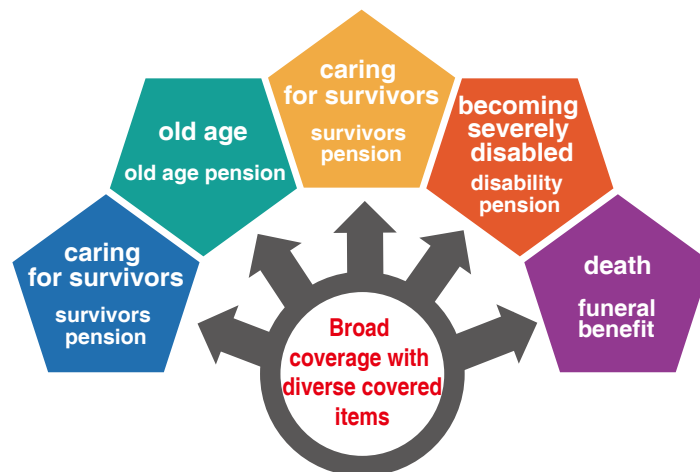 caring
for survivors
survivors
pension
old age
old age pension
caring
for survivors
survivors
pension
becoming
severely
disabled
disability
pension
death
funeral
benefit
Broad
coverage with
diverse covered
items